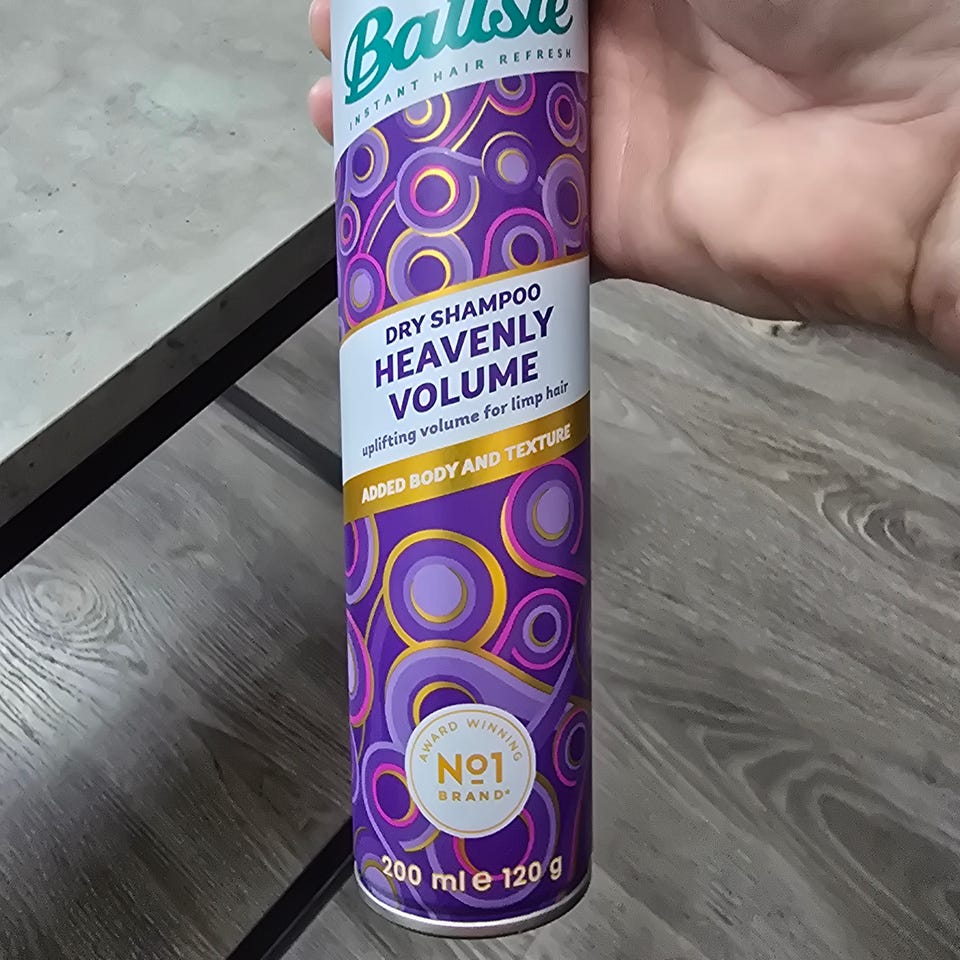 Batiste
INSTANT HAIR REFRESH
DRY SHAMPOO
HEAVENLY
VOLUME
uplifting volume for limp hair
ADDED BODY AND TEXTURE
AWARD WINNING
Nº1
BRAND*
200 ml e 120 g